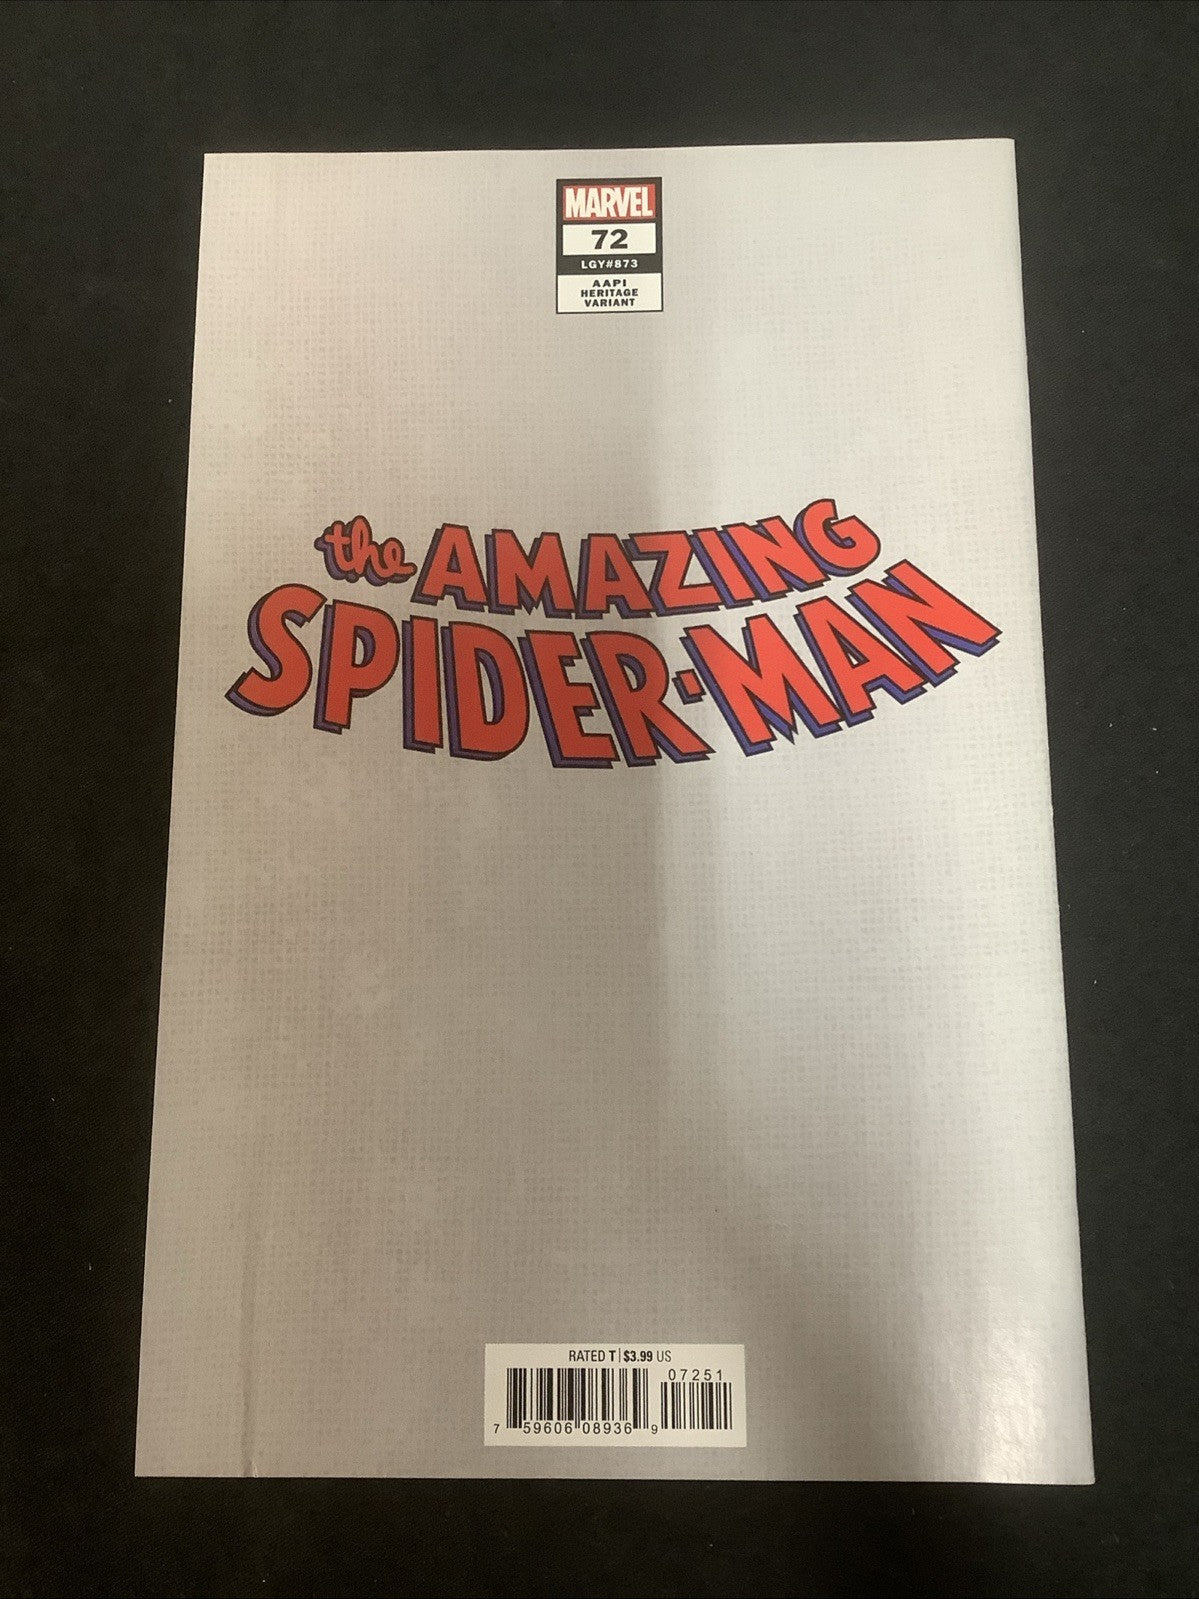 MARVEL
72
LGY#873
AAPI
HERITAGE
VARIANT
the AMAZING
SPIDER-MAN
RATED T | $3.99 US
07251
7 59606 08936 9